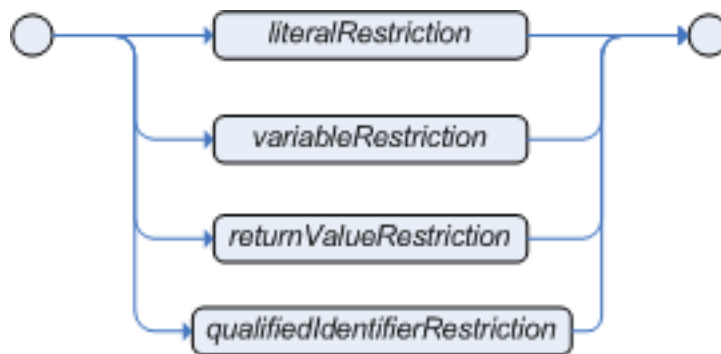 literalRestriction
variableRestriction
returnValueRestriction
qualifiedIdentifierRestriction